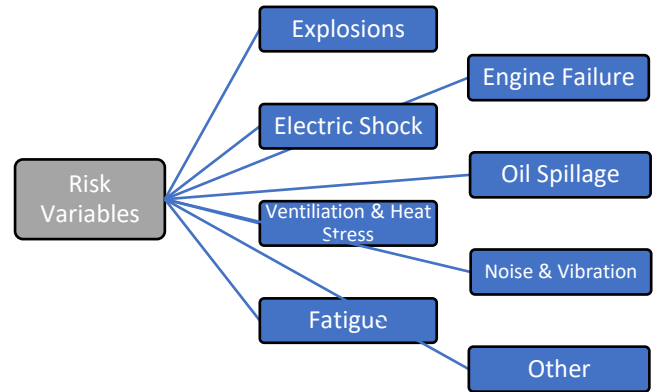 Explosions
Engine Failure
Electric Shock
Risk
Variables
Oil Spillage
Ventiliation & Heat
Stress
Noise & Vibration
Fatigue
Other